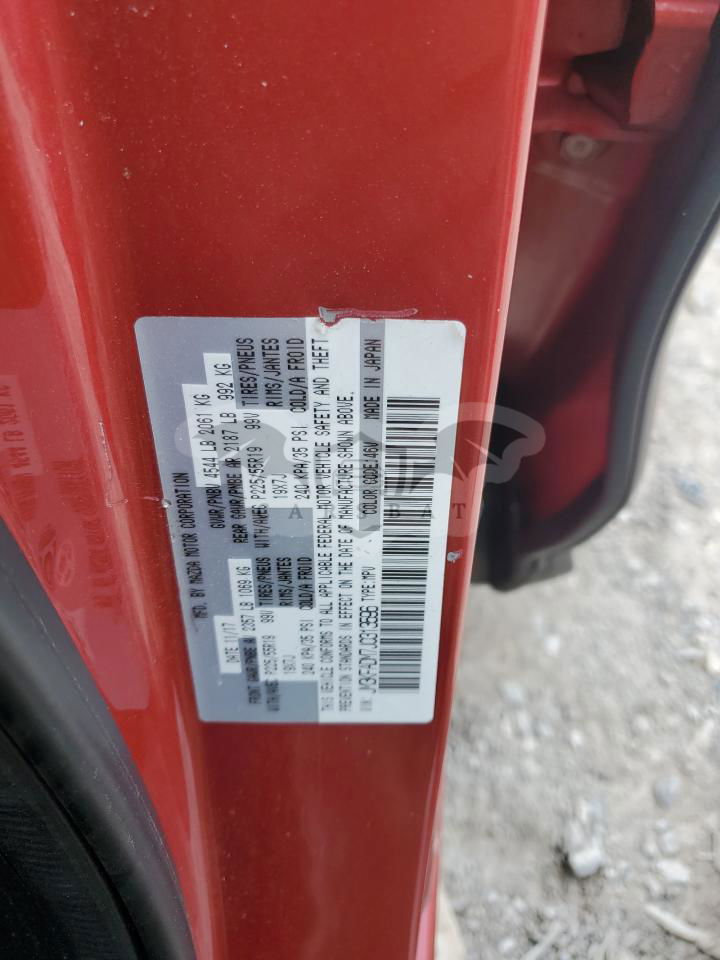 MFD. BY MAZDA MOTOR CORPORATION
DATE 11/17 GVWR/PNBV 4544 LB 2061 KG
FRONT GAWR/PNBE AV 2357 LB 1069 KG REAR GAWR/PNBE AR 2187 LB 992 KG
WITH/AVEC P225/55R19 99V TIRES/PNEUS WITH/AVEC P225/55R19 99V TIRES/PNEUS
19X7J RIMS/JANTES 19X7J RIMS/JANTES
240 KPA/35 PSI COLD/A FROID 240 KPA/35 PSI COLD/A FROID
THIS VEHICLE CONFORMS TO ALL APPLICABLE FEDERAL MOTOR VEHICLE SAFETY AND THEFT
PREVENTION STANDARDS IN EFFECT ON THE DATE OF MANUFACTURE SHOWN ABOVE.
VIN: JM3KFADM7J0313596 TYPE:MPV COLOR CODE:46V MADE IN JAPAN
AUSBAT